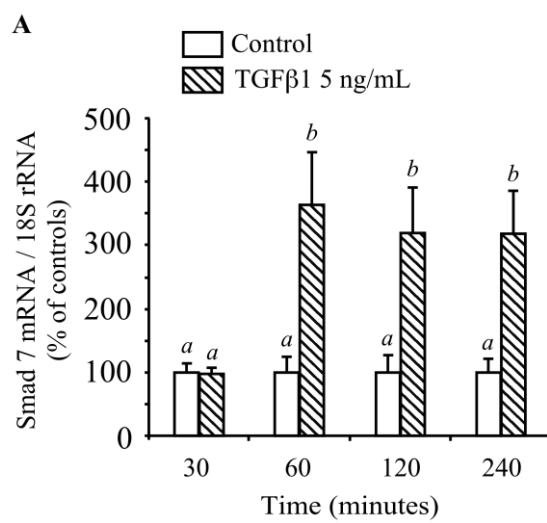 A
Control
TGFβ1 5 ng/mL
Smad 7 mRNA / 18S rRNA
(% of controls)
500
400
300
200
100
0
a
a
a
b
a
b
a
b
30
60
120
240
Time (minutes)